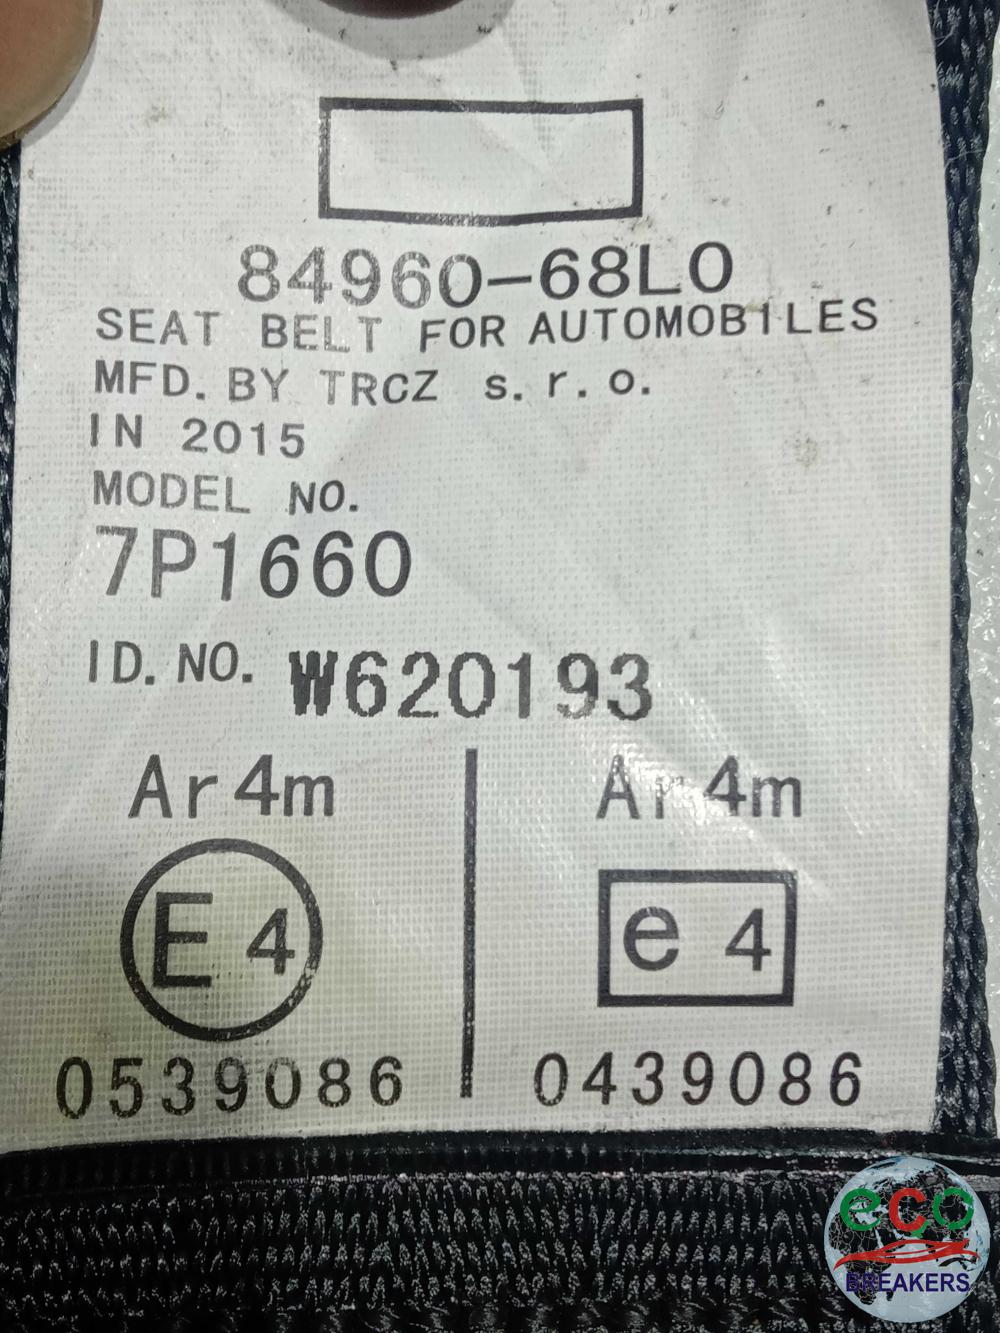 84960-68L0
SEAT BELT FOR AUTOMOBILES
MFD. BY TRCZ s. r. o.
IN 2015
MODEL NO.
7P1660
ID. NO. W620193
Ar4m Ar4m
E 4 e 4
0539086 0439086
eco
BREAKERS